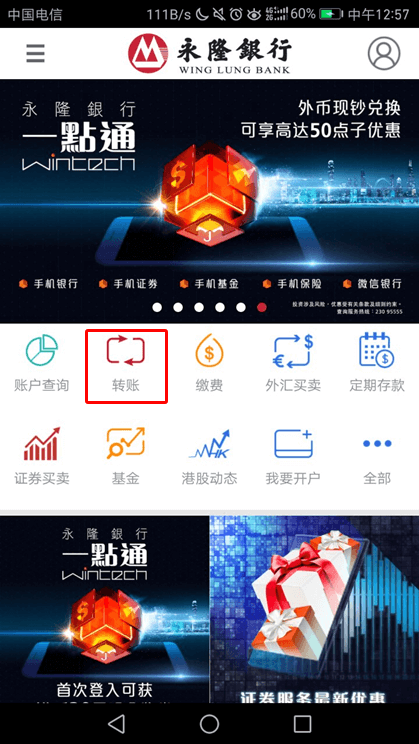 中国电信 111B/s 4G 2G 60% 中午12:57
永隆銀行
WING LUNG BANK
永隆銀行
一點通
wintech
外币现钞兑换
可享高达50点子优惠
手机银行 手机证券 手机基金 手机保险 微信银行
投资涉及风险，优惠受有关条款及细则约束。
查询服务热线：230 95555
账户查询 转账 缴费 外汇买卖 定期存款
证券买卖 基金 港股动态 我要开户 全部
永隆銀行
一點通
wintech
首次登入可获
证券服务最新优惠